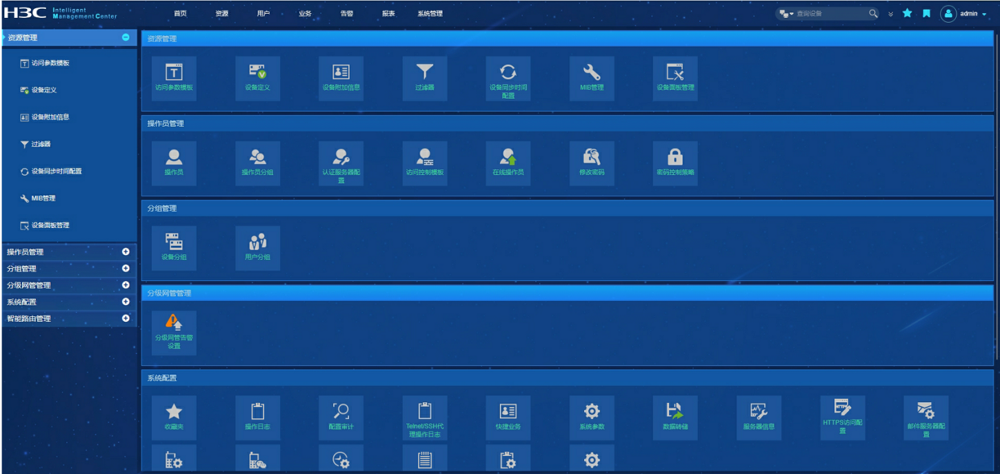 H3C Intelligent
Management Center
首页 资源 用户 业务 告警 报表 系统管理
查询设备
admin
资源管理
访问参数模板
设备定义
设备附加信息
过滤器
设备同步时间配置
MIB管理
设备面板管理
操作员管理
分组管理
分级网管管理
系统配置
智能路由管理
资源管理
访问参数模板
设备定义
设备附加信息
过滤器
设备同步时间
配置
MIB管理
设备面板管理
操作员管理
操作员
操作员分组
认证服务器配
置
访问控制模板
在线操作员
修改密码
密码控制策略
分组管理
设备分组
用户分组
分级网管管理
分级网管告警
设置
系统配置
收藏夹
操作日志
配置审计
Telnet/SSH代
理操作日志
快捷业务
系统参数
数据转储
服务器信息
HTTPS访问配
置
邮件服务器配
置